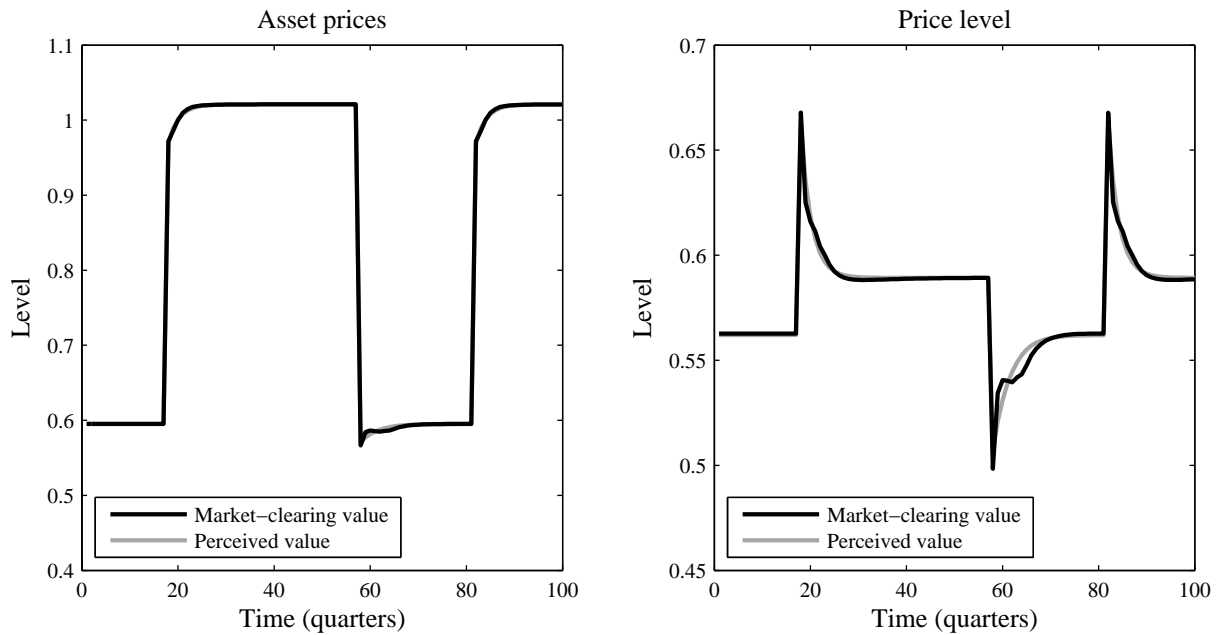 Asset prices
Level
1.1
1
0.9
0.8
0.7
0.6
0.5
0.4
Market−clearing value
Perceived value
0 20 40 60 80 100
Time (quarters)
Price level
Level
0.7
0.65
0.6
0.55
0.5
0.45
Market−clearing value
Perceived value
0 20 40 60 80 100
Time (quarters)